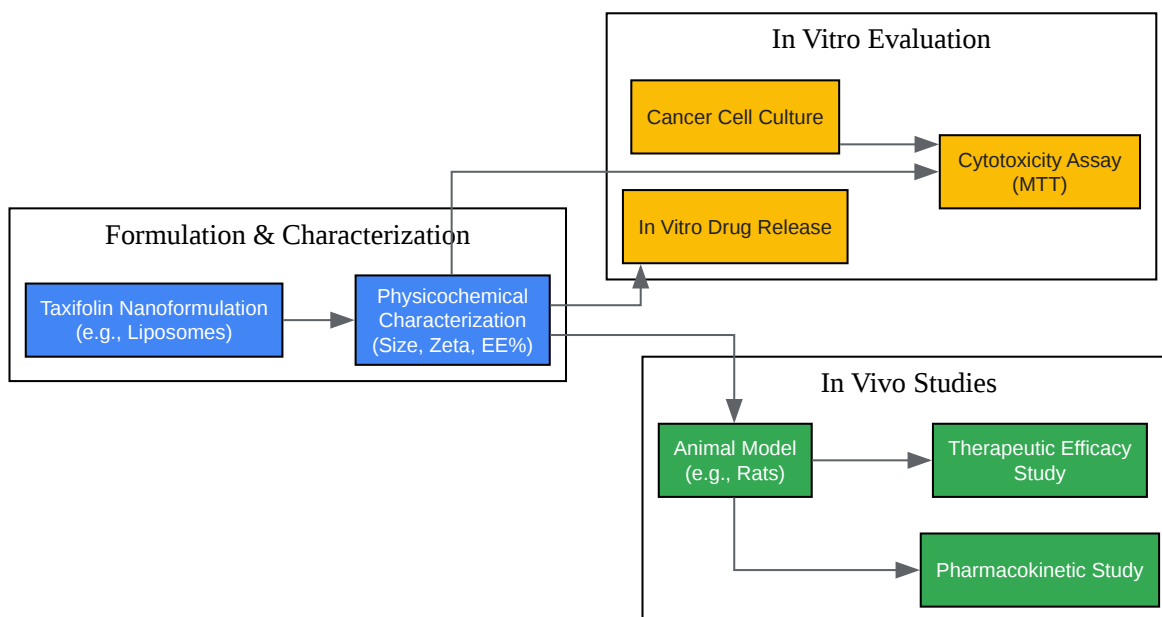 In Vitro Evaluation
Cancer Cell Culture
Cytotoxicity Assay
(MTT)
In Vitro Drug Release
Formulation & Characterization
Taxifolin Nanoformulation
(e.g., Liposomes)
Physicochemical
Characterization
(Size, Zeta, EE%)
In Vivo Studies
Animal Model
(e.g., Rats)
Therapeutic Efficacy
Study
Pharmacokinetic Study